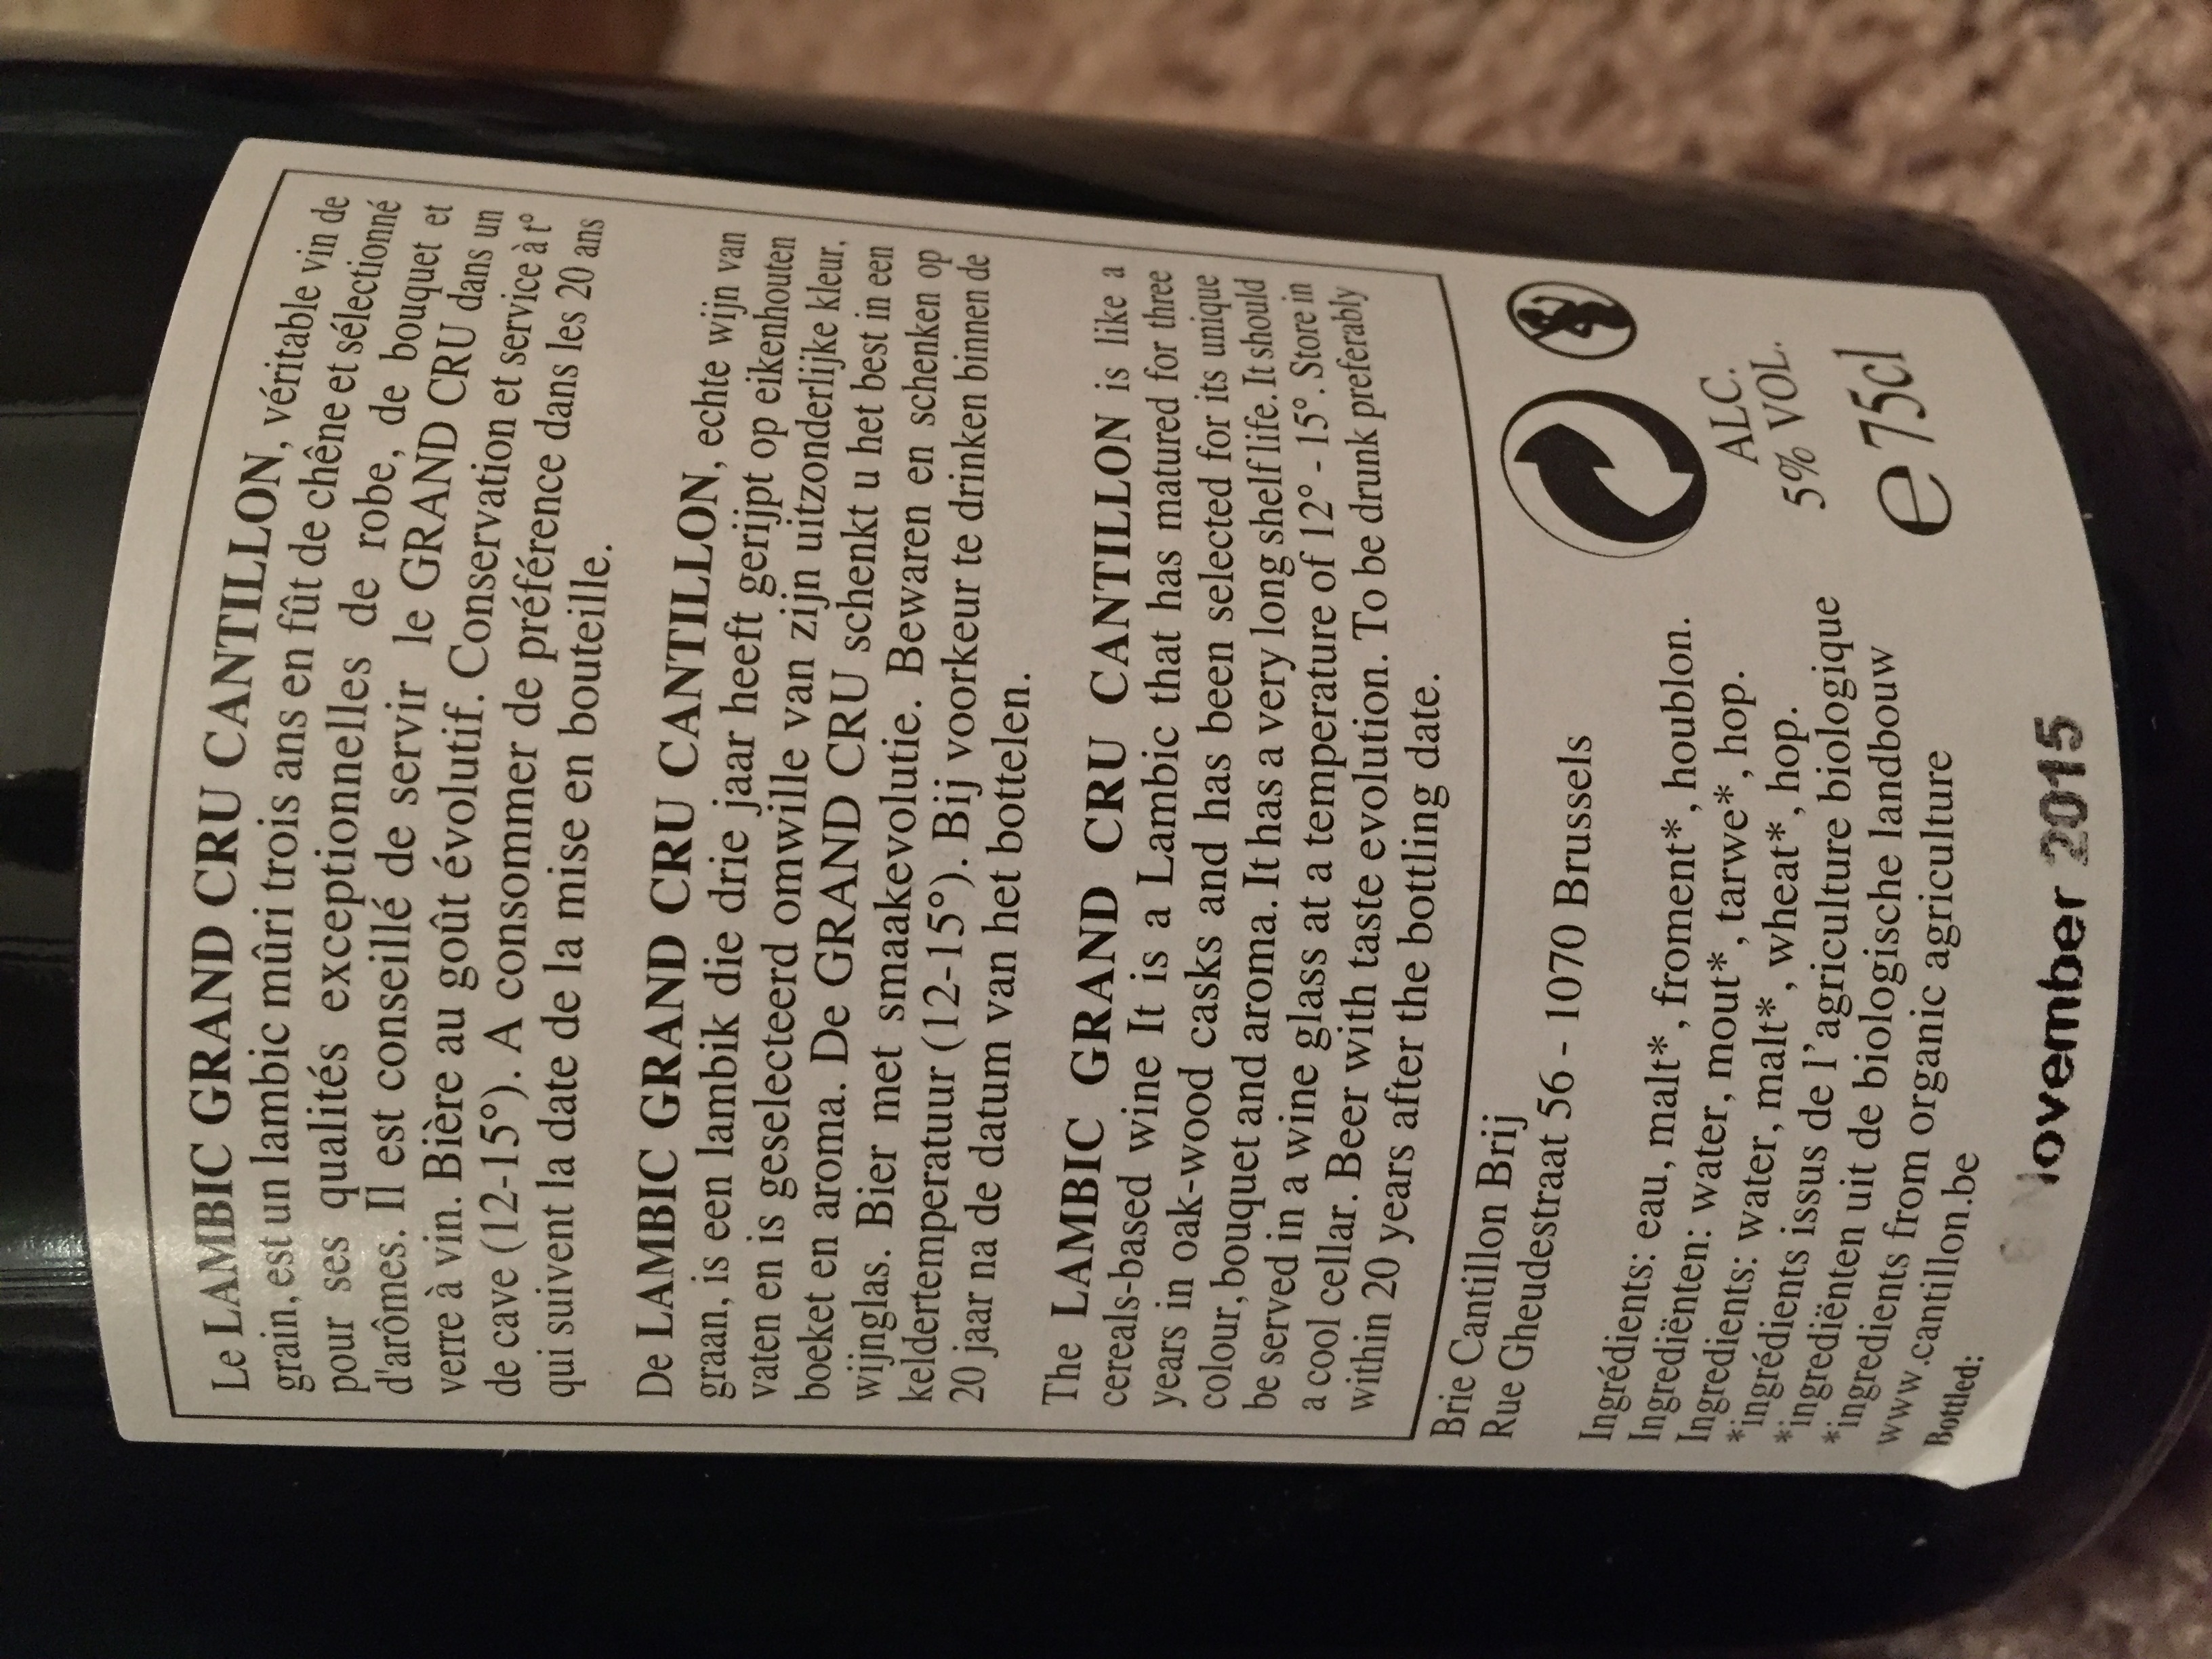 Le LAMBIC GRAND CRU CANTILLON, véritable vin de
grain, est un lambic mûri trois ans en fût de chêne et sélectionné
pour ses qualités exceptionnelles de robe, de bouquet et
d'arômes. Il est conseillé de servir le GRAND CRU dans un
verre à vin. Bière au goût évolutif. Conservation et service à t°
de cave (12-15°). A consommer de préférence dans les 20 ans
qui suivent la date de la mise en bouteille.
De LAMBIC GRAND CRU CANTILLON, echte wijn van
graan, is een lambik die drie jaar heeft gerijpt op eikenhouten
vaten en is geselecteerd omwille van zijn uitzonderlijke kleur,
boeket en aroma. De GRAND CRU schenkt u het best in een
wijnglas. Bier met smaakevolutie. Bewaren en schenken op
keldertemperatuur (12-15°). Bij voorkeur te drinken binnen de
20 jaar na de datum van het bottelen.
The LAMBIC GRAND CRU CANTILLON is like a
cereals-based wine It is a Lambic that has matured for three
years in oak-wood casks and has been selected for its unique
colour, bouquet and aroma. It has a very long shelf life. It should
be served in a wine glass at a temperature of 12° - 15°. Store in
a cool cellar. Beer with taste evolution. To be drunk preferably
within 20 years after the bottling date.
Brie Cantillon Brij
Rue Gheudestraat 56 - 1070 Brussels
Ingrédients: eau, malt*, froment*, houblon.
Ingrediënten: water, mout*, tarwe*, hop.
Ingredients: water, malt*, wheat*, hop.
*ingrédients issus de l'agriculture biologique
*ingrediënten uit de biologische landbouw
*ingredients from organic agriculture
www.cantillon.be
Bottled:
November 2015
ALC.
5% VOL.
e 75cl